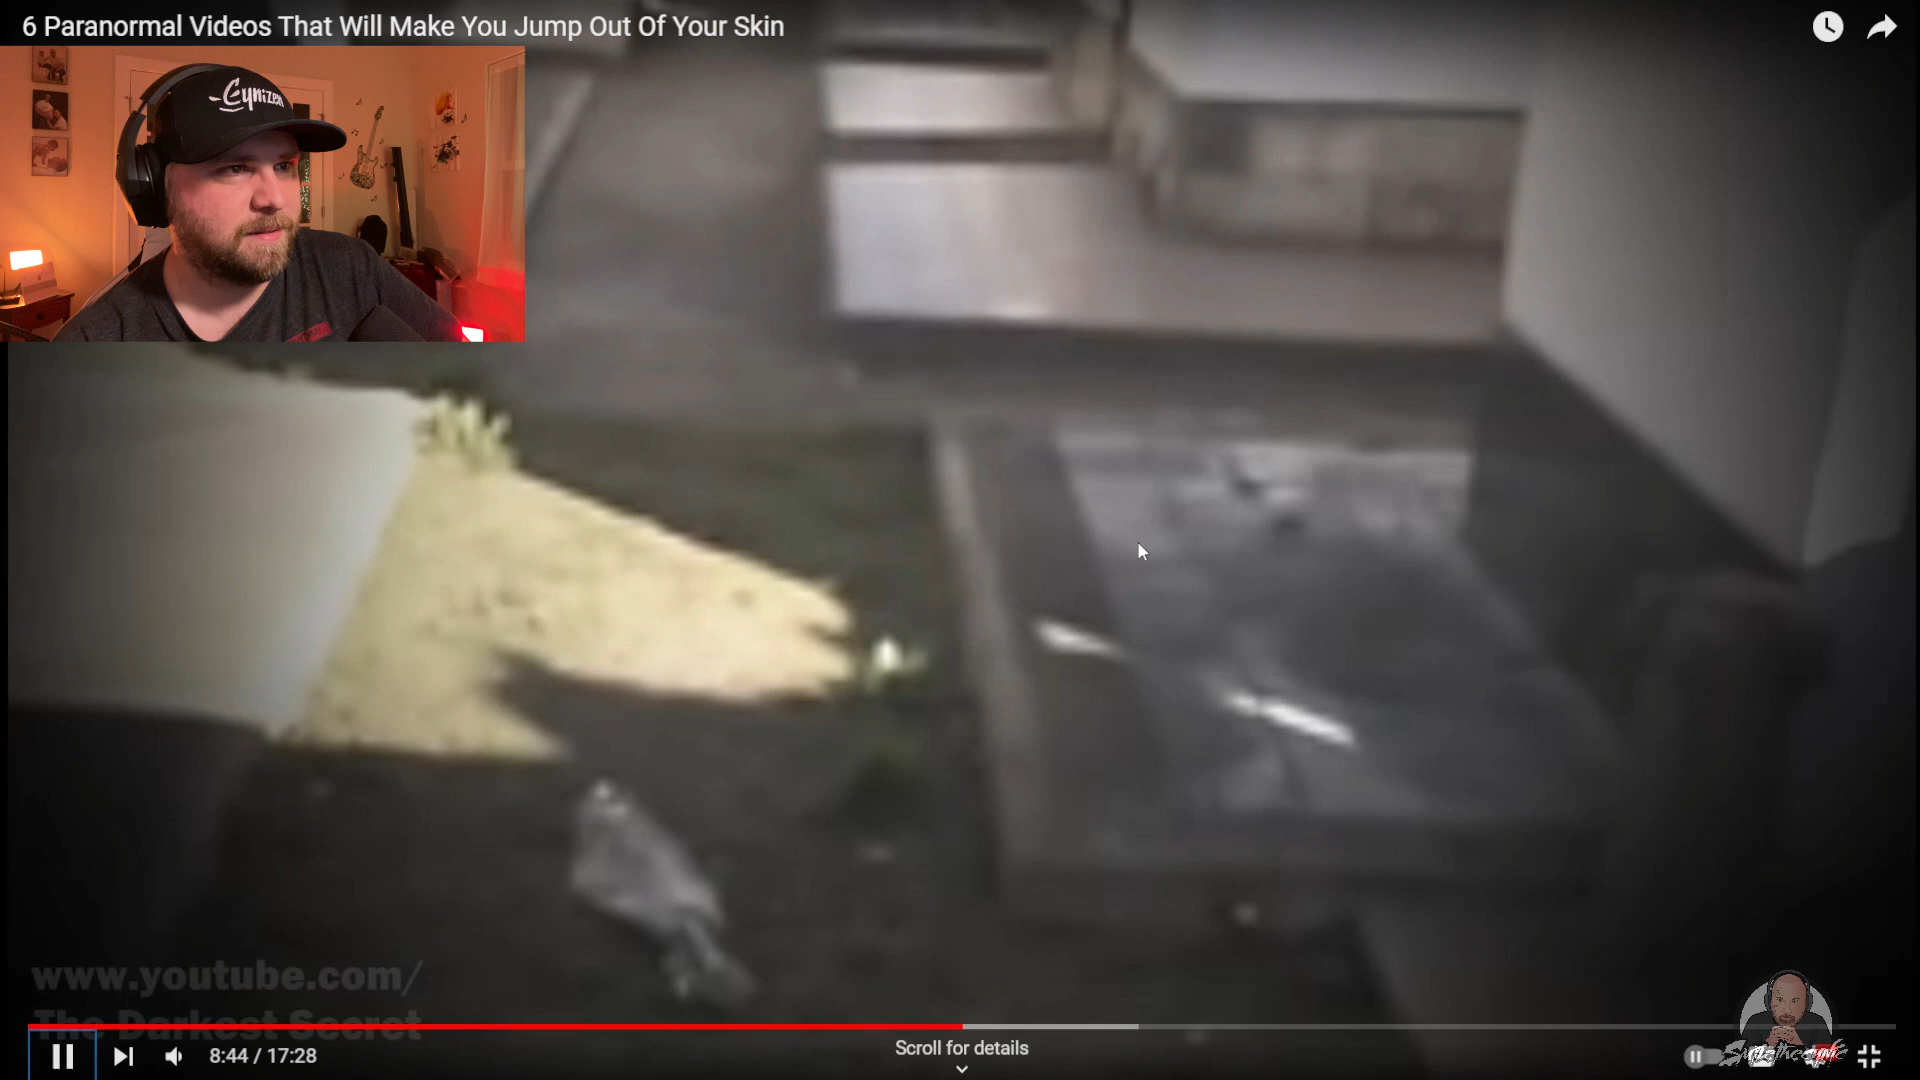 6 Paranormal Videos That Will Make You Jump Out Of Your Skin
Cynizen
www.youtube.com/
The Darkest Secret
8:44 / 17:28
Scroll for details